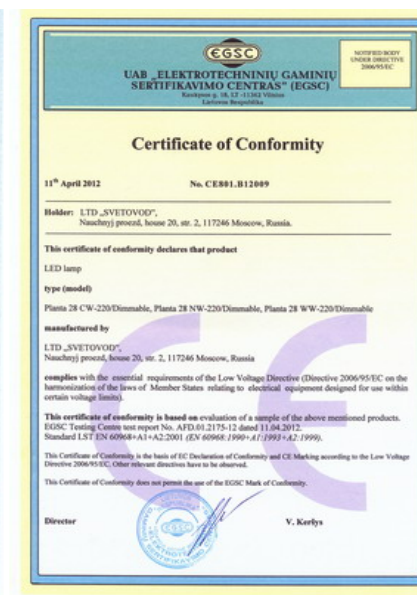 EGSC
NOTIFIED BODY
UNDER DIRECTIVE
2006/95/EC
UAB „ELEKTROTECHNINIŲ GAMINIŲ
SERTIFIKAVIMO CENTRAS" (EGSC)
18, LT-11362 Vilnius
Lietuvos Respublika
Certificate of Conformity
11th April 2012 No. CE801.B12009
Holder: LTD „SVETOVOD",
Nauchnyj proezd, house 20, str. 2, 117246 Moscow, Russia.
This certificate of conformity declares that product
LED lamp
type (model)
Planta 28 CW-220/Dimmable, Planta 28 NW-220/Dimmable, Planta 28 WW-220/Dimmable
manufactured by
LTD „SVETOVOD",
Nauchnyj proezd, house 20, str. 2, 117246 Moscow, Russia
complies with the essential requirements of the Low Voltage Directive (Directive 2006/95/EC on the
harmonization of the laws of Member States relating to electrical equipment designed for use within
certain voltage limits).
This certificate of conformity is based on evaluation of a sample of the above mentioned products.
EGSC Testing Centre test report No. AFD.01.2175-12 dated 11.04.2012.
Standard LST EN 60968+A1+A2:2001 (EN 60968:1990+A1:1993+A2:1999).
This Certificate of Conformity is the basis of EC Declaration of Conformity and CE Marking according to the Low Voltage
Directive 2006/95/EC. Other relevant directives have to be observed.
This Certificate of Conformity does not permit the use of the EGSC Mark of Conformity.
Director V. Keršys
EGSC